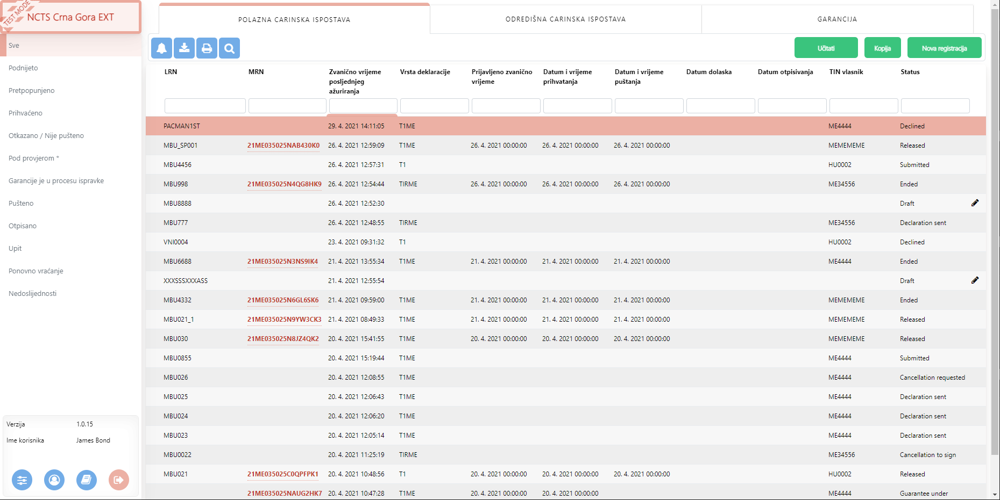 TEST MODE
NCTS Crna Gora EXT
Sve
Podnijeto
Pretpopunjeno
Prihvaćeno
Otkazano / Nije pušteno
Pod provjerom *
Garancije je u procesu ispravke
Pušteno
Otpisano
Upit
Ponovno vraćanje
Nedoslijednosti
Verzija 1.0.15
Ime korisnika James Bond
POLAZNA CARINSKA ISPOSTAVA ODREDIŠNA CARINSKA ISPOSTAVA GARANCIJA
Učitati Kopija Nova registracija
LRN MRN Zvanično vrijeme posljednjeg ažuriranja Vrsta deklaracije Prijavljeno zvanično vrijeme Datum i vrijeme prihvatanja Datum i vrijeme puštanja Datum dolaska Datum otpisivanja TIN vlasnik Status
PACMAN1ST 29. 4. 2021 14:11:05 T1ME ME4444 Declined
MBU_SP001 21ME035025NAB430K0 26. 4. 2021 12:59:09 T1ME 26. 4. 2021 00:00:00 26. 4. 2021 00:00:00 26. 4. 2021 00:00:00 MEMEMEME Released
MBU4456 26. 4. 2021 12:57:31 T1 HU0002 Submitted
MBU998 21ME035025N4QG8HK9 26. 4. 2021 12:54:44 TIRME 26. 4. 2021 00:00:00 26. 4. 2021 00:00:00 26. 4. 2021 00:00:00 ME34556 Ended
MBU8888 26. 4. 2021 12:52:30 Draft
MBU777 26. 4. 2021 12:48:55 TIRME ME34556 Declaration sent
VNI0004 23. 4. 2021 09:31:32 T1 HU0002 Declined
MBU6688 21ME035025N3NS9IK4 21. 4. 2021 13:55:34 T1ME 21. 4. 2021 00:00:00 21. 4. 2021 00:00:00 21. 4. 2021 00:00:00 ME4444 Ended
XXXSSSXXXASS 21. 4. 2021 12:55:54 Draft
MBU4332 21ME035025N6GL6SK6 21. 4. 2021 09:59:00 T1ME 21. 4. 2021 00:00:00 21. 4. 2021 00:00:00 21. 4. 2021 00:00:00 MEMEMEME Ended
MBU021_1 21ME035025N9YW3CK3 21. 4. 2021 08:49:33 T1ME 21. 4. 2021 00:00:00 21. 4. 2021 00:00:00 21. 4. 2021 00:00:00 MEMEMEME Released
MBU030 21ME035025N8JZ4QK2 20. 4. 2021 15:41:55 T1ME 20. 4. 2021 00:00:00 20. 4. 2021 00:00:00 20. 4. 2021 00:00:00 MEMEMEME Released
MBU0855 20. 4. 2021 15:19:44 T1ME ME4444 Submitted
MBU026 20. 4. 2021 12:08:55 T1ME ME4444 Cancellation requested
MBU025 20. 4. 2021 12:06:43 T1ME ME4444 Declaration sent
MBU024 20. 4. 2021 12:06:20 T1ME ME4444 Declaration sent
MBU023 20. 4. 2021 12:05:14 T1ME ME4444 Declaration sent
MBU0022 20. 4. 2021 11:25:19 TIRME ME34556 Cancellation to sign
MBU021 21ME035025C0QPFPK1 20. 4. 2021 10:48:56 T1 20. 4. 2021 00:00:00 20. 4. 2021 00:00:00 20. 4. 2021 00:00:00 HU0002 Released
21ME035025NAUG2HK7 20. 4. 2021 10:47:28 T1ME 20. 4. 2021 00:00:00 20. 4. 2021 00:00:00 ME4444 Guarantee under